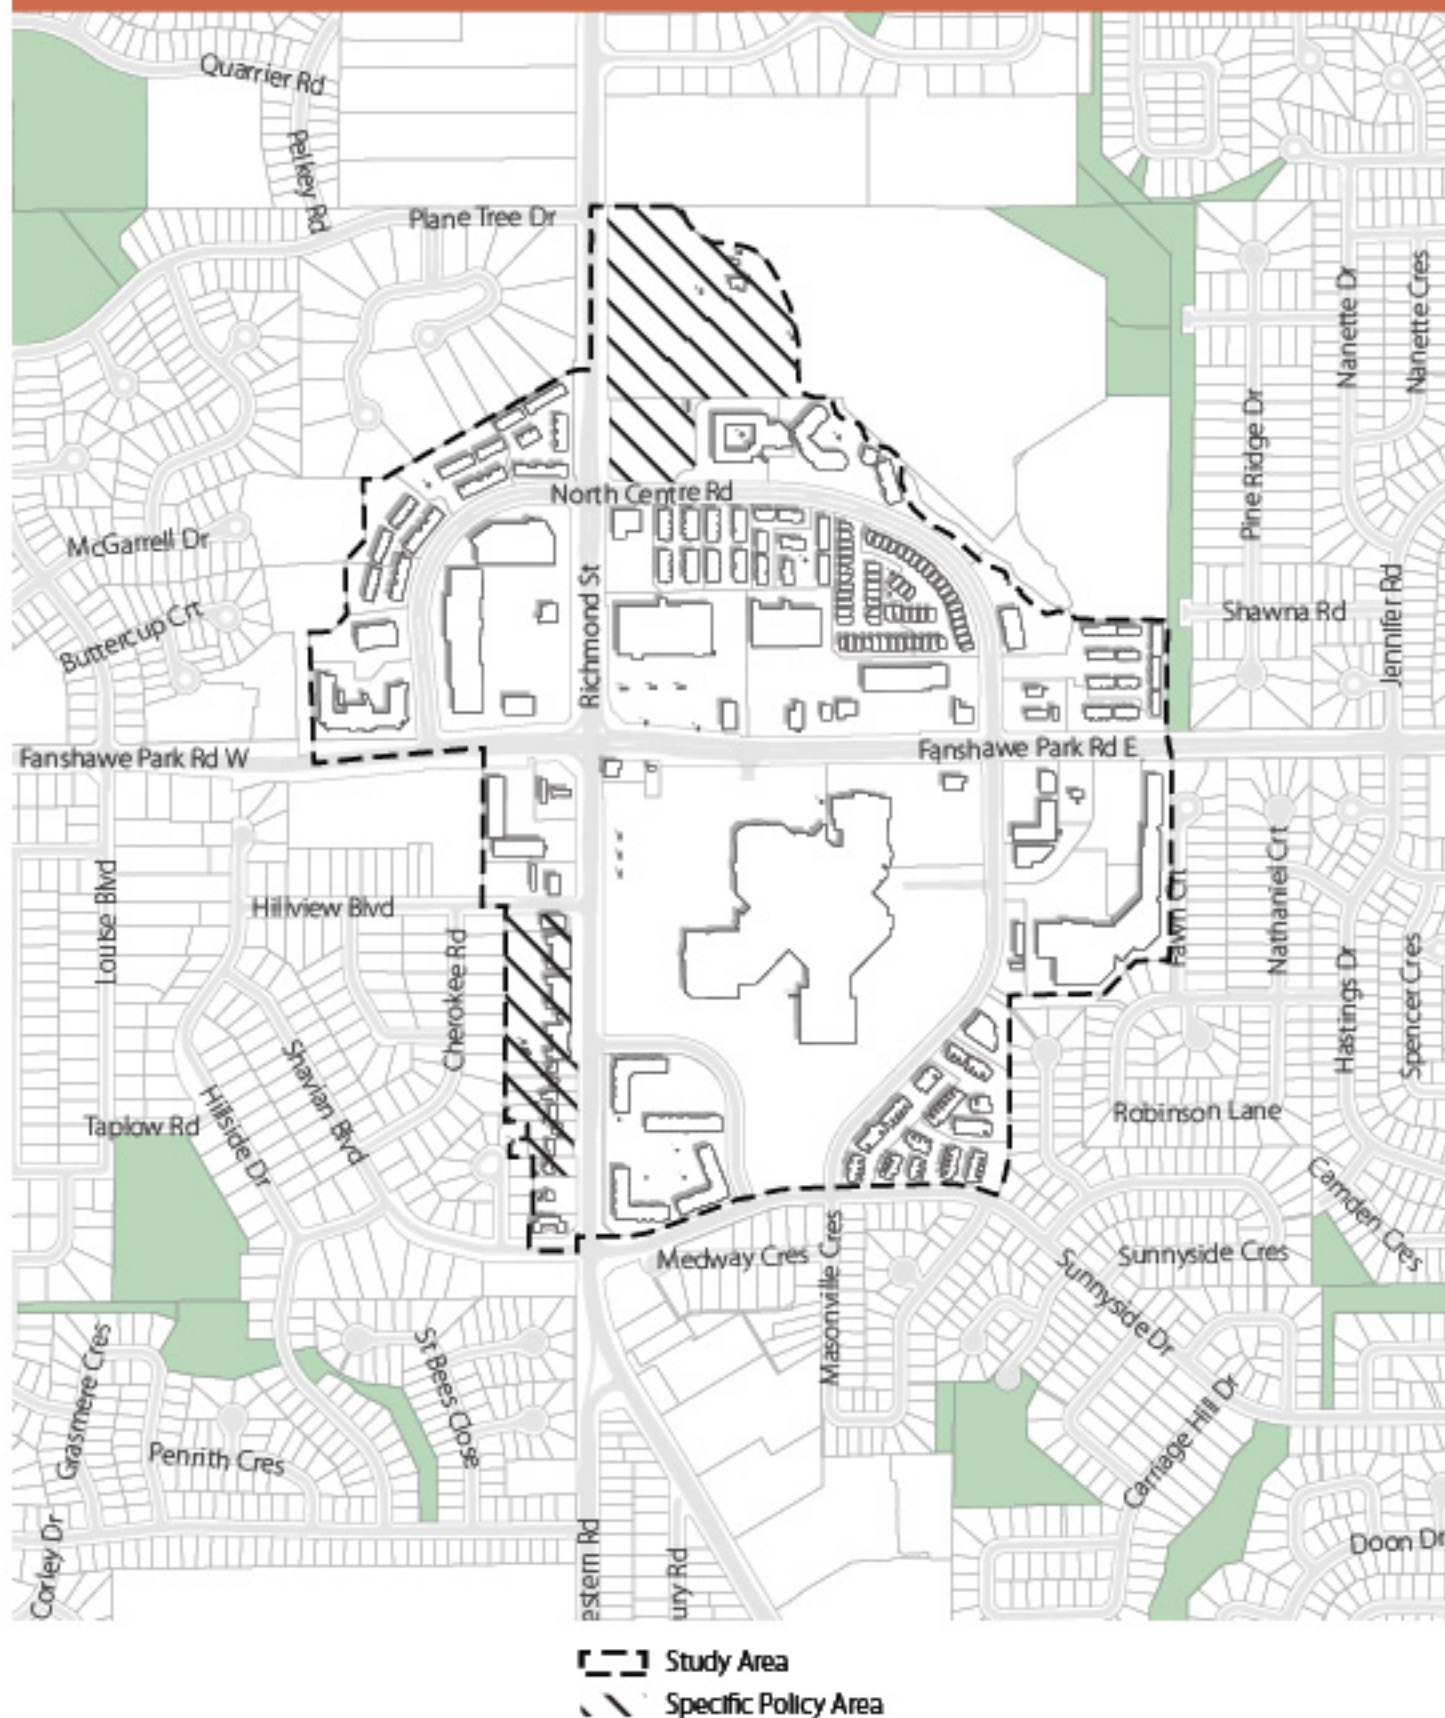 Quarrier Rd
Pelkey Rd
Plane Tree Dr
Nanette Dr
Nanette Cres
Pine Ridge Dr
North Centre Rd
McGarrell Dr
Richmond St
Jennifer Rd
Shawna Rd
Buttercup Crt
Fanshawe Park Rd W
Fanshawe Park Rd E
Louise Blvd
Hillview Blvd
Cherokee Rd
Fawn Crt
Nathaniel Crt
Hastings Dr
Spencer Cres
Shavian Blvd
Hillside Dr
Taplow Rd
Robinson Lane
Camden Cres
Medway Cres
Masonville Cres
Sunnyside Cres
Sunnyside Dr
Grasmere Cres
St Bees Close
Penrith Cres
Carriage Hill Dr
Corley Dr
estern Rd
ury Rd
Doon Dr
Study Area
Specific Policy Area